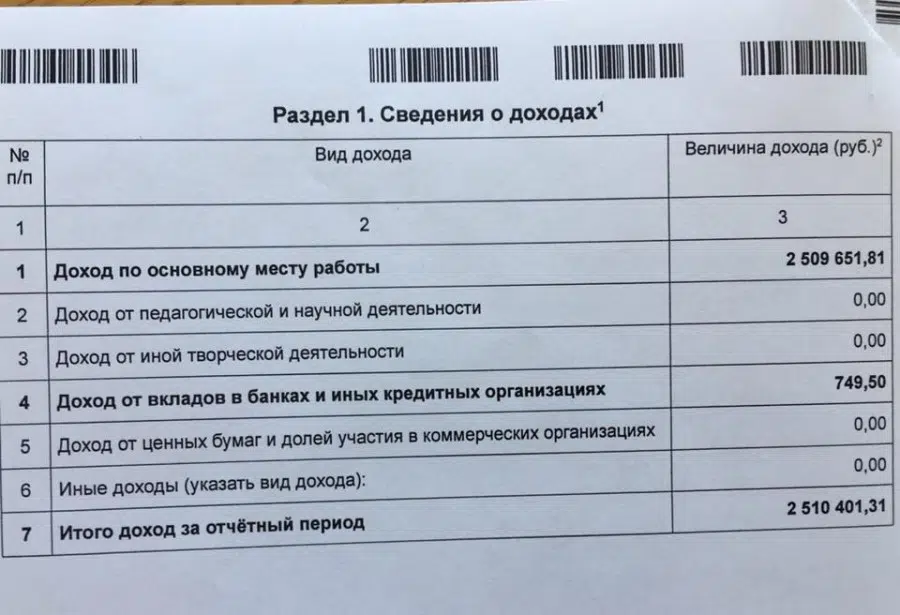 Раздел 1. Сведения о доходах¹
№ п/п Вид дохода Величина дохода (руб.)²
1 2 3
1 Доход по основному месту работы 2 509 651,81
2 Доход от педагогической и научной деятельности 0,00
3 Доход от иной творческой деятельности 0,00
4 Доход от вкладов в банках и иных кредитных организациях 749,50
5 Доход от ценных бумаг и долей участия в коммерческих организациях 0,00
6 Иные доходы (указать вид дохода): 0,00
7 Итого доход за отчётный период 2 510 401,31